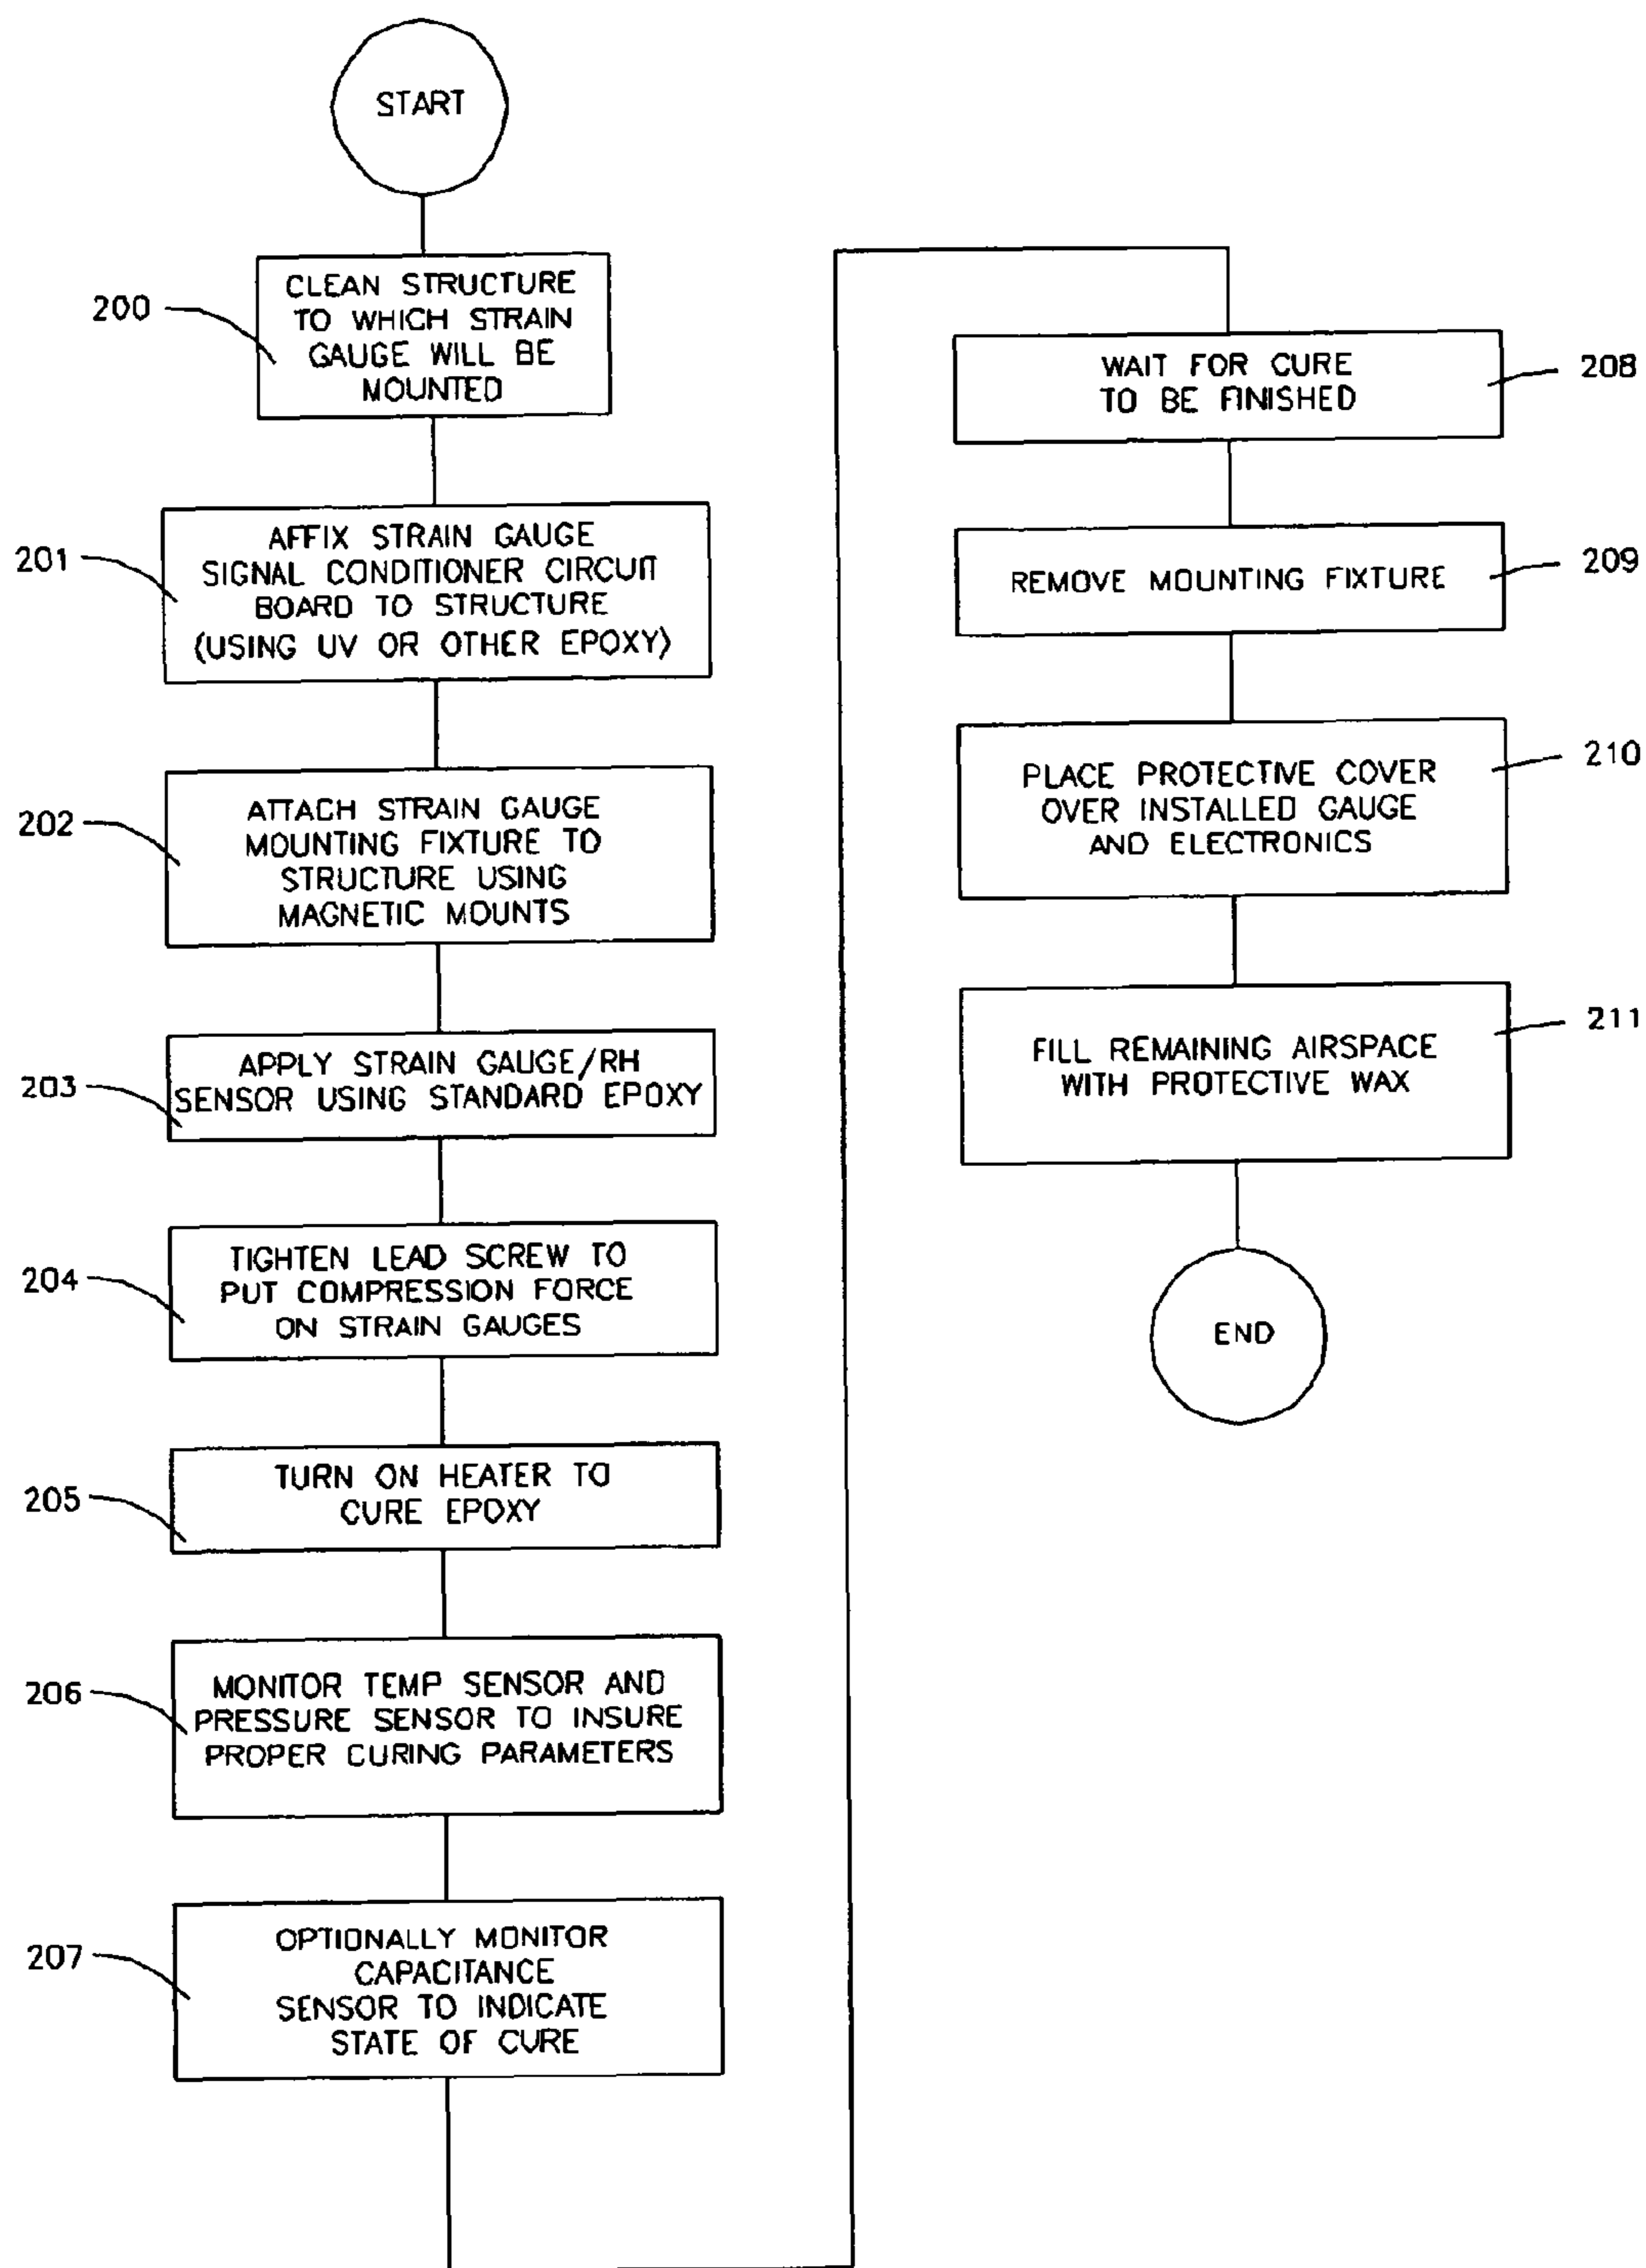 START
200
CLEAN STRUCTURE
TO WHICH STRAIN
GAUGE WILL BE
MOUNTED
201
AFFIX STRAIN GAUGE
SIGNAL CONDITIONER CIRCUIT
BOARD TO STRUCTURE
(USING UV OR OTHER EPOXY)
202
ATTACH STRAIN GAUGE
MOUNTING FIXTURE TO
STRUCTURE USING
MAGNETIC MOUNTS
203
APPLY STRAIN GAUGE/RH
SENSOR USING STANDARD EPOXY
204
TIGHTEN LEAD SCREW TO
PUT COMPRESSION FORCE
ON STRAIN GAUGES
205
TURN ON HEATER TO
CURE EPOXY
206
MONITOR TEMP SENSOR AND
PRESSURE SENSOR TO INSURE
PROPER CURING PARAMETERS
207
OPTIONALLY MONITOR
CAPACITANCE
SENSOR TO INDICATE
STATE OF CURE
WAIT FOR CURE
TO BE FINISHED
208
REMOVE MOUNTING FIXTURE
209
PLACE PROTECTIVE COVER
OVER INSTALLED GAUGE
AND ELECTRONICS
210
FILL REMAINING AIRSPACE
WITH PROTECTIVE WAX
211
END